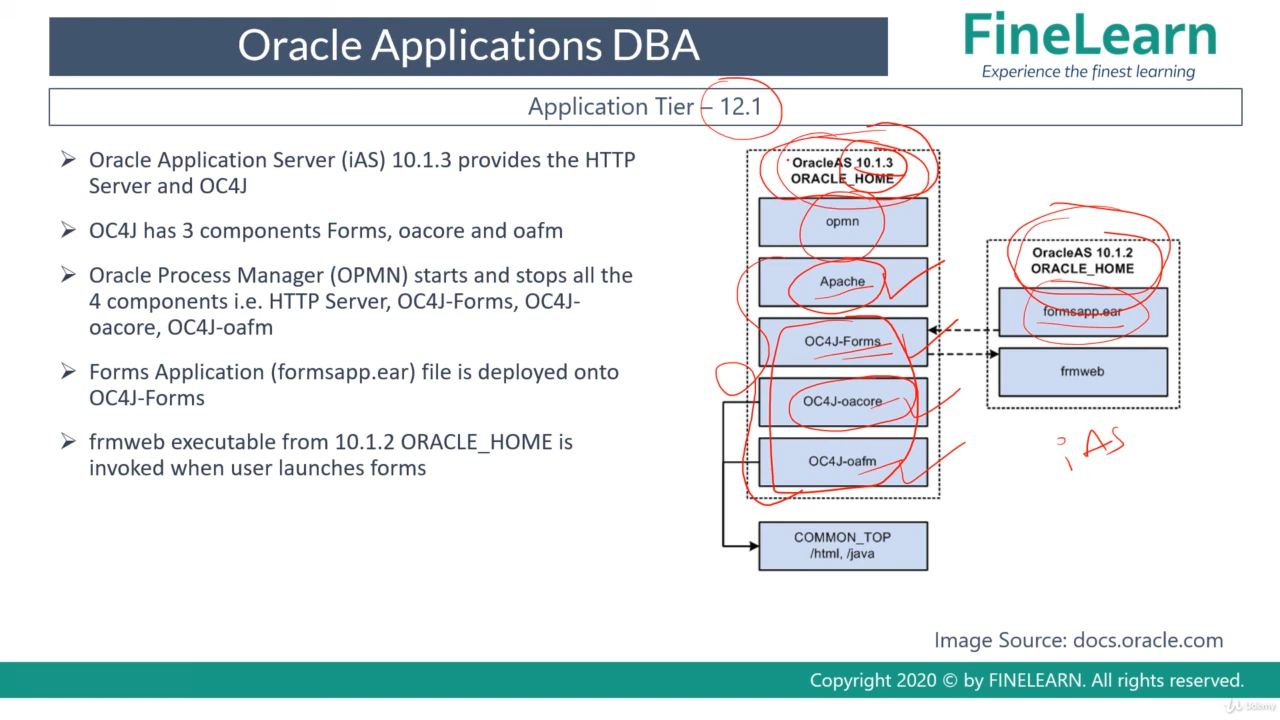 Oracle Applications DBA
FineLearn
Experience the finest learning
Application Tier – 12.1
➢ Oracle Application Server (iAS) 10.1.3 provides the HTTP
Server and OC4J
➢ OC4J has 3 components Forms, oacore and oafm
➢ Oracle Process Manager (OPMN) starts and stops all the
4 components i.e. HTTP Server, OC4J-Forms, OC4J-
oacore, OC4J-oafm
➢ Forms Application (formsapp.ear) file is deployed onto
OC4J-Forms
➢ frmweb executable from 10.1.2 ORACLE_HOME is
invoked when user launches forms
OracleAS 10.1.3
ORACLE_HOME
opmn
Apache
OC4J-Forms
OC4J-oacore
OC4J-oafm
COMMON_TOP
/html, /java
OracleAS 10.1.2
ORACLE_HOME
formsapp.ear
frmweb
iAS
Image Source: docs.oracle.com
Copyright 2020 © by FINELEARN. All rights reserved.
Udemy